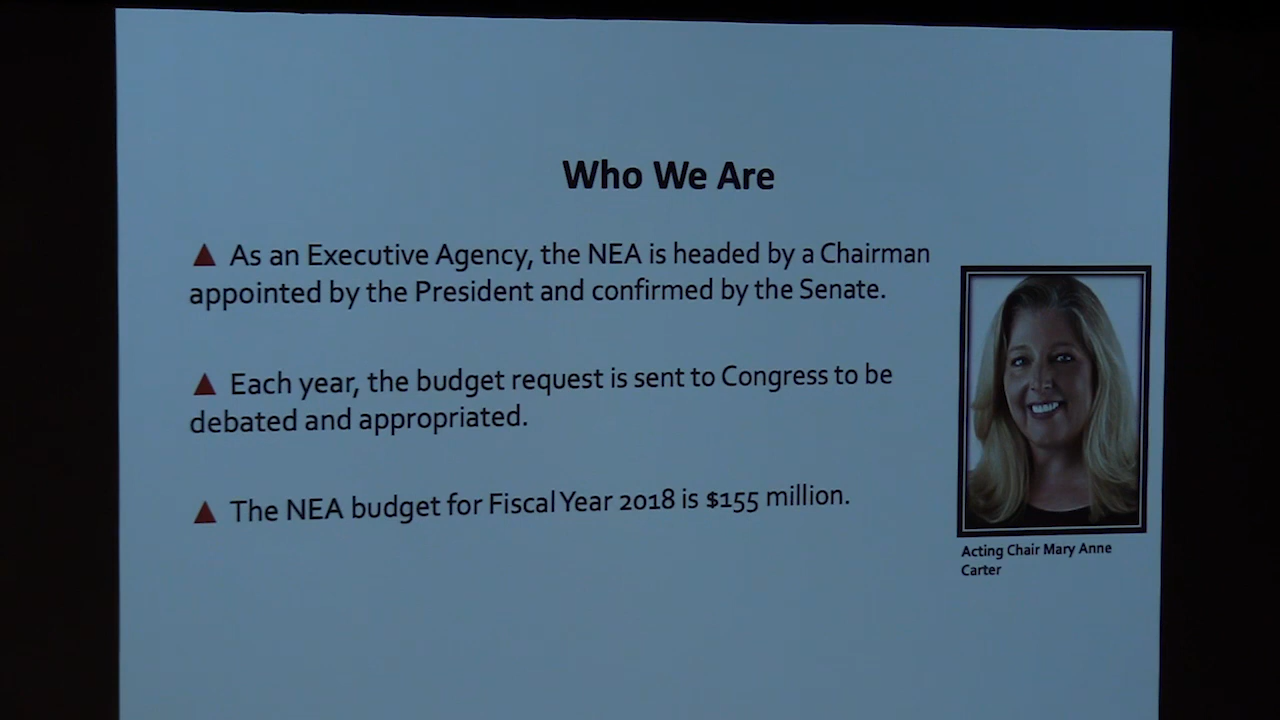 Who We Are
▲ As an Executive Agency, the NEA is headed by a Chairman
appointed by the President and confirmed by the Senate.
▲ Each year, the budget request is sent to Congress to be
debated and appropriated.
▲ The NEA budget for Fiscal Year 2018 is $155 million.
Acting Chair Mary Anne
Carter